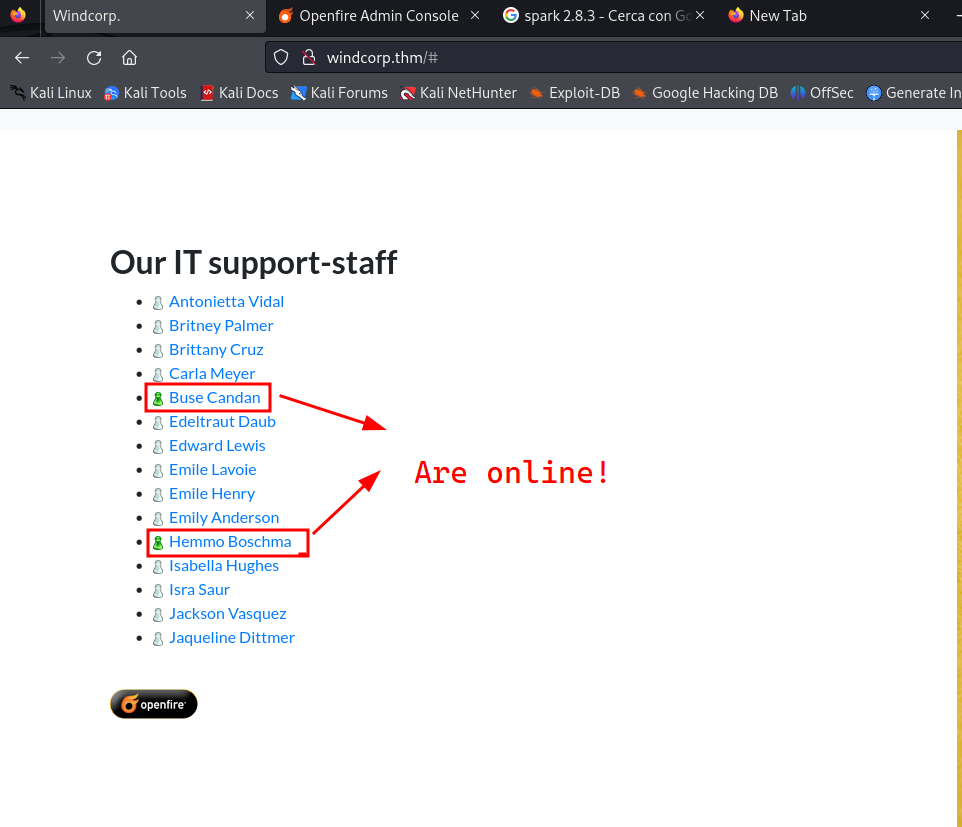 Windcorp.
Openfire Admin Console
spark 2.8.3 - Cerca con Go
New Tab
windcorp.thm/#
Kali Linux
Kali Tools
Kali Docs
Kali Forums
Kali NetHunter
Exploit-DB
Google Hacking DB
OffSec
Generate In
Our IT support-staff
Antonietta Vidal
Britney Palmer
Brittany Cruz
Carla Meyer
Buse Candan
Edeltraut Daub
Edward Lewis
Emile Lavoie
Are online!
Emile Henry
Emily Anderson
Hemmo Boschma
Isabella Hughes
Isra Saur
Jackson Vasquez
Jaqueline Dittmer
openfire